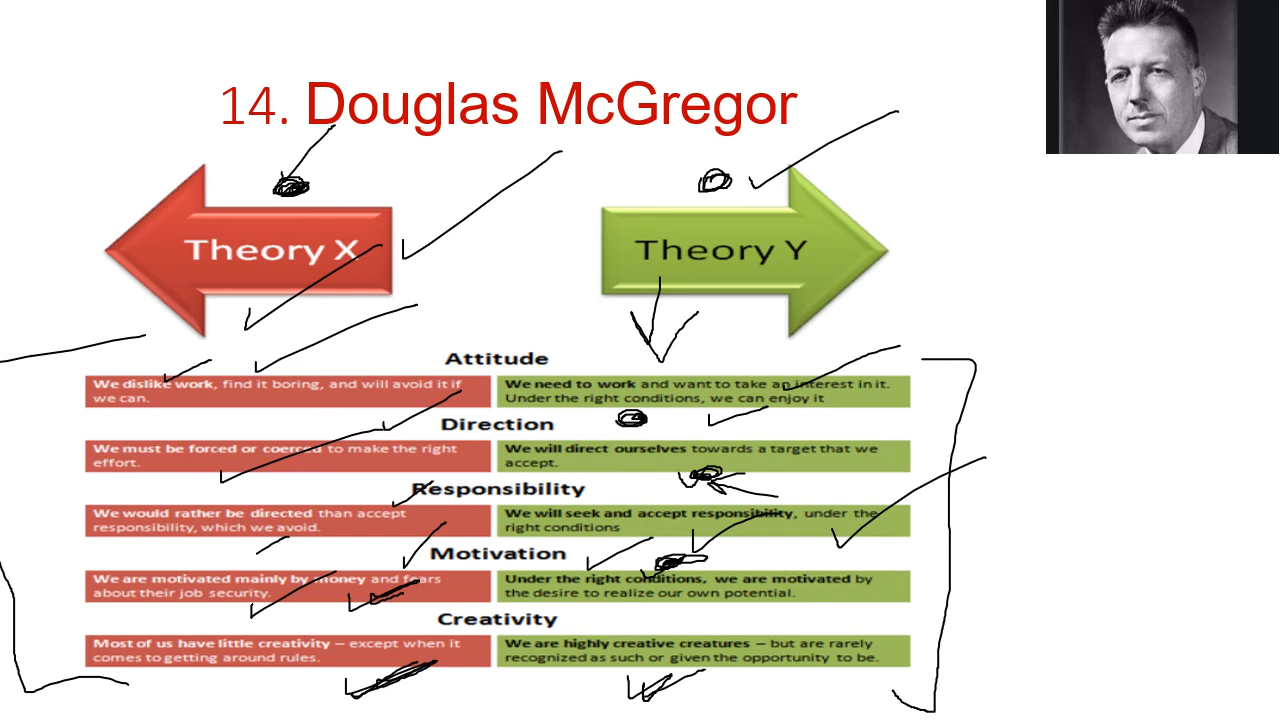 14. Douglas McGregor
Theory X
Theory Y
Attitude
We dislike work, find it boring, and will avoid it if
we can.
We need to work and want to take an interest in it.
Under the right conditions, we can enjoy it
Direction
We must be forced or coerced to make the right
effort.
We will direct ourselves towards a target that we
accept.
Responsibility
We would rather be directed than accept
responsibility, which we avoid.
We will seek and accept responsibility, under the
right conditions
Motivation
We are motivated mainly by money and fears
about their job security.
Under the right conditions, we are motivated by
the desire to realize our own potential.
Creativity
Most of us have little creativity – except when it
comes to getting around rules.
We are highly creative creatures – but are rarely
recognized as such or given the opportunity to be.